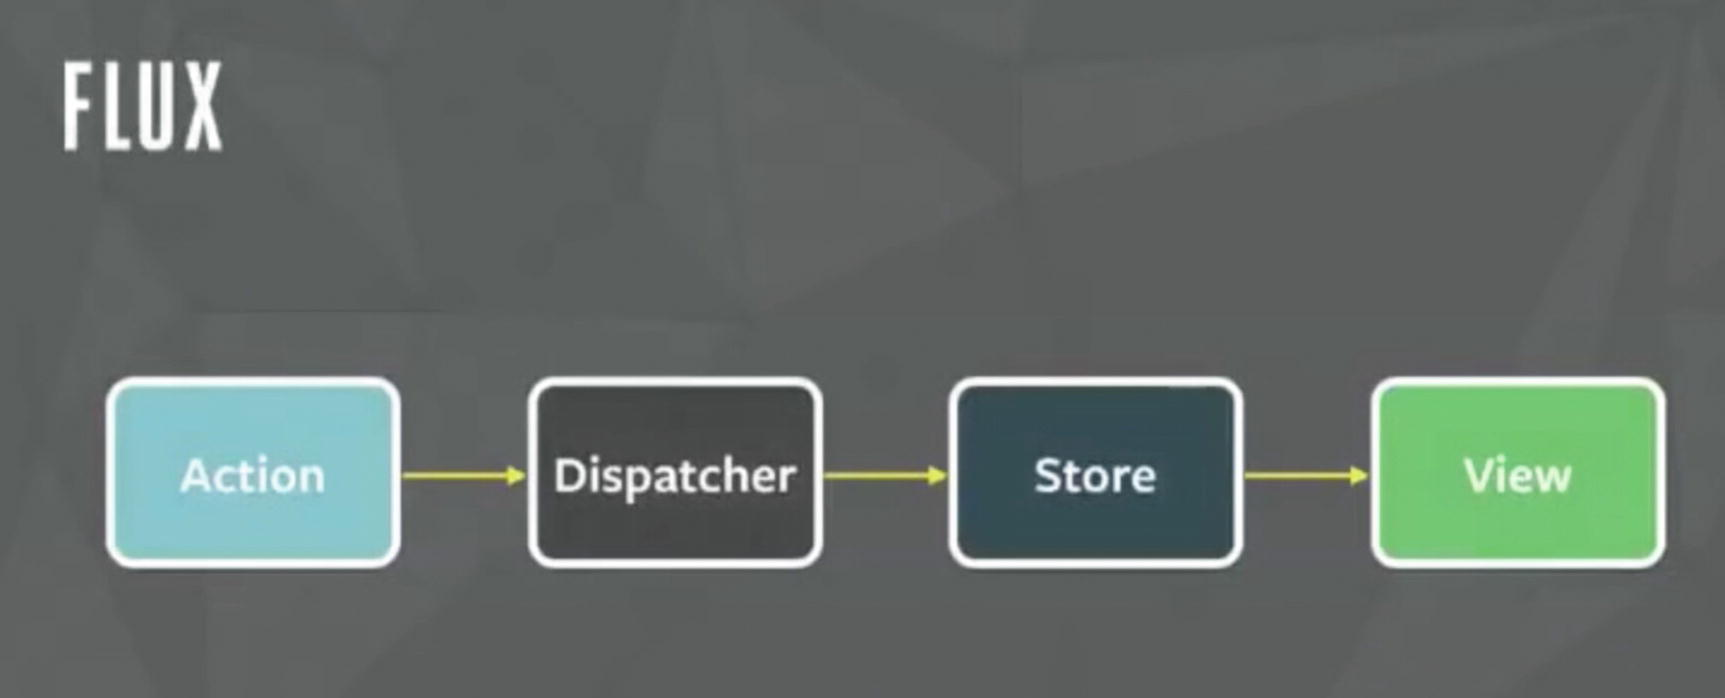 FLUX
Action
Dispatcher
Store
View